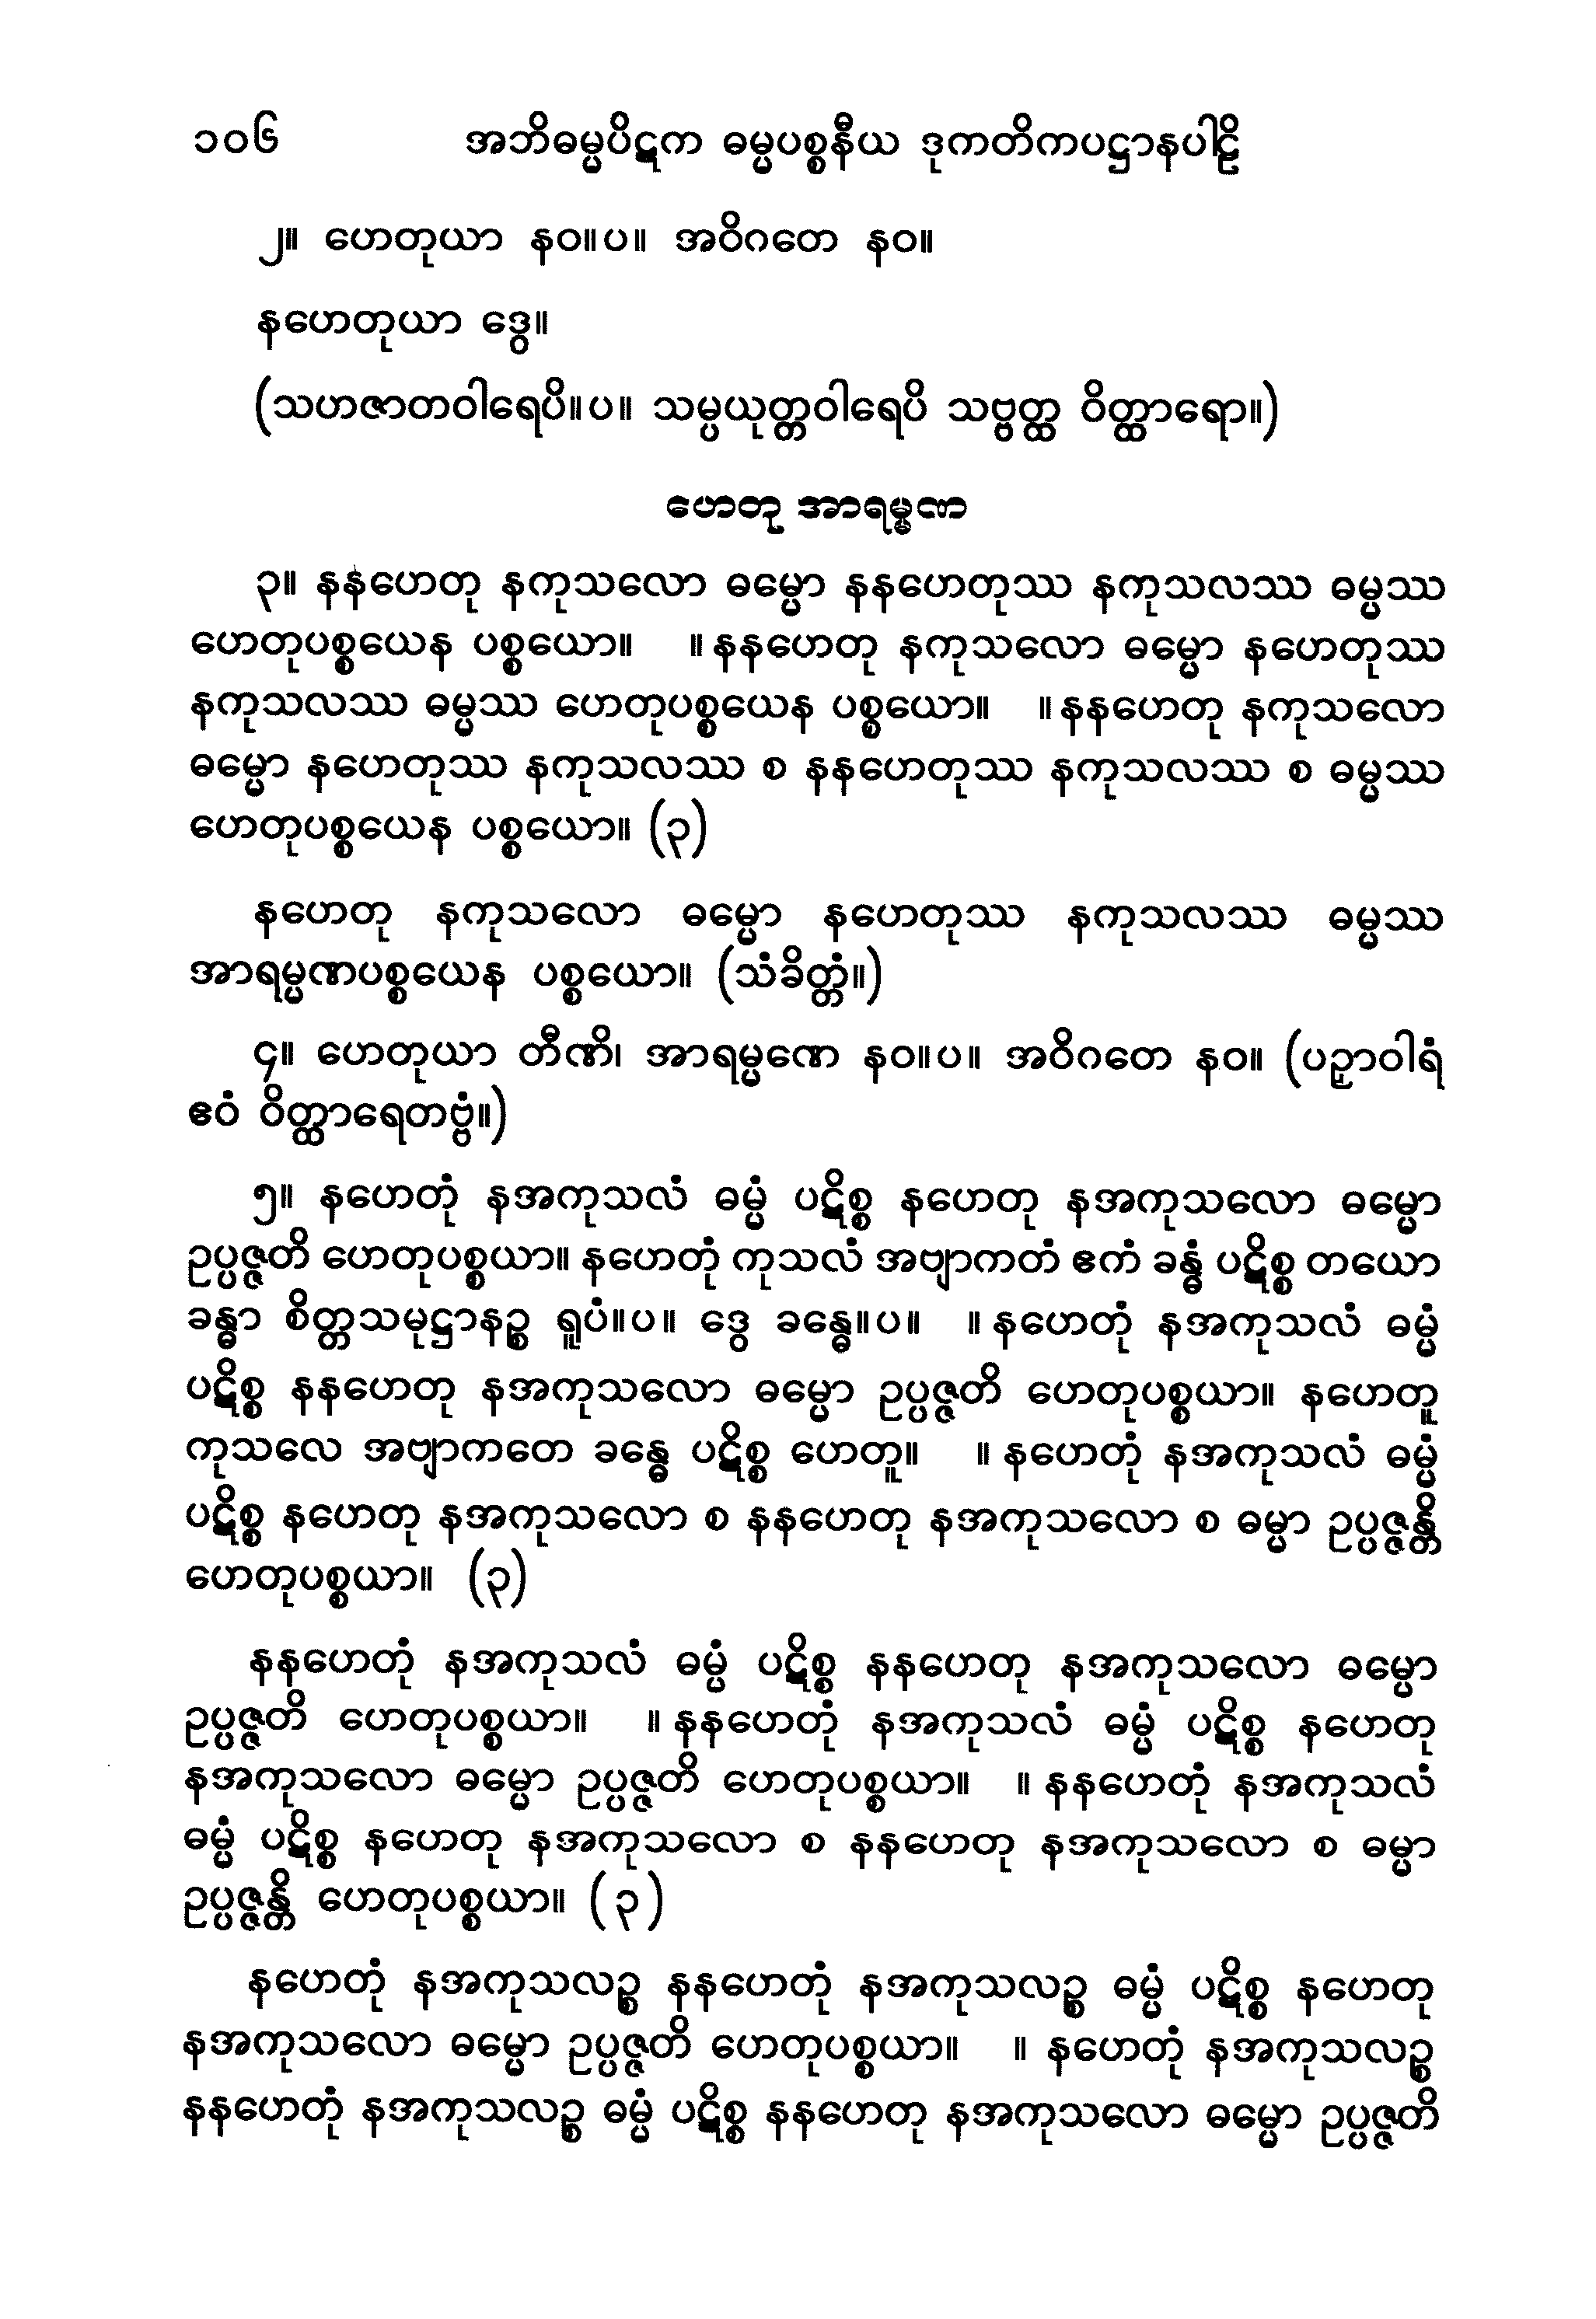 ၁၀၆ အဘိဓမ္မပိဋက ဓမ္မပစ္စနီယ ဒုကတိကပဋ္ဌာနပါဠိ
၂။ ဟေတုယာ နဝ။ပ။ အဝိဂတေ နဝ။
နဟေတုယာ ဒွေ။
(သဟဇာတဝါရေပိ။ပ။ သမ္ပယုတ္တဝါရေပိ သဗ္ဗတ္ထ ဝိတ္ထာရော။)
ဟေတု အာရမ္မဏ
၃။ နနဟေတု နကုသလော ဓမ္မော နနဟေတုဿ နကုသလဿ ဓမ္မဿ
ဟေတုပစ္စယေန ပစ္စယော။ ။ နနဟေတု နကုသလော ဓမ္မော နဟေတုဿ
နကုသလဿ ဓမ္မဿ ဟေတုပစ္စယေန ပစ္စယော။ ။ နနဟေတု နကုသလော
ဓမ္မော နဟေတုဿ နကုသလဿ စ နနဟေတုဿ နကုသလဿ စ ဓမ္မဿ
ဟေတုပစ္စယေန ပစ္စယော။ (၃)
နဟေတု နကုသလော ဓမ္မော နဟေတုဿ နကုသလဿ ဓမ္မဿ
အာရမ္မဏပစ္စယေန ပစ္စယော။ (သံခိတ္တံ။)
၄။ ဟေတုယာ တီဏိ၊ အာရမ္မဏေ နဝ။ပ။ အဝိဂတေ နဝ။ (ပဉှာဝါရံ
ဧဝံ ဝိတ္ထာရေတဗ္ဗံ။)
၅။ နဟေတုံ နအကုသလံ ဓမ္မံ ပဋိစ္စ နဟေတု နအကုသလော ဓမ္မော
ဥပ္ပဇ္ဇတိ ဟေတုပစ္စယာ။ နဟေတုံ ကုသလံ အဗျာကတံ ဧကံ ခန္ဓံ ပဋိစ္စ တယော
ခန္ဓာ စိတ္တသမုဋ္ဌာနဉ္စ ရူပံ။ပ။ ဒွေ ခန္ဓေ။ပ။ ။ နဟေတုံ နအကုသလံ ဓမ္မံ
ပဋိစ္စ နနဟေတု နအကုသလော ဓမ္မော ဥပ္ပဇ္ဇတိ ဟေတုပစ္စယာ။ နဟေတူ
ကုသလေ အဗျာကတေ ခန္ဓေ ပဋိစ္စ ဟေတူ။ ။ နဟေတုံ နအကုသလံ ဓမ္မံ
ပဋိစ္စ နဟေတု နအကုသလော စ နနဟေတု နအကုသလော စ ဓမ္မာ ဥပ္ပဇ္ဇန္တိ
ဟေတုပစ္စယာ။ (၃)
နနဟေတုံ နအကုသလံ ဓမ္မံ ပဋိစ္စ နနဟေတု နအကုသလော ဓမ္မော
ဥပ္ပဇ္ဇတိ ဟေတုပစ္စယာ။ ။ နနဟေတုံ နအကုသလံ ဓမ္မံ ပဋိစ္စ နဟေတု
နအကုသလော ဓမ္မော ဥပ္ပဇ္ဇတိ ဟေတုပစ္စယာ။ ။ နနဟေတုံ နအကုသလံ
ဓမ္မံ ပဋိစ္စ နဟေတု နအကုသလော စ နနဟေတု နအကုသလော စ ဓမ္မာ
ဥပ္ပဇ္ဇန္တိ ဟေတုပစ္စယာ။ (၃)
နဟေတုံ နအကုသလဉ္စ နနဟေတုံ နအကုသလဉ္စ ဓမ္မံ ပဋိစ္စ နဟေတု
နအကုသလော ဓမ္မော ဥပ္ပဇ္ဇတိ ဟေတုပစ္စယာ။ ။ နဟေတုံ နအကုသလဉ္စ
နနဟေတုံ နအကုသလဉ္စ ဓမ္မံ ပဋိစ္စ နနဟေတု နအကုသလော ဓမ္မော ဥပ္ပဇ္ဇတိ